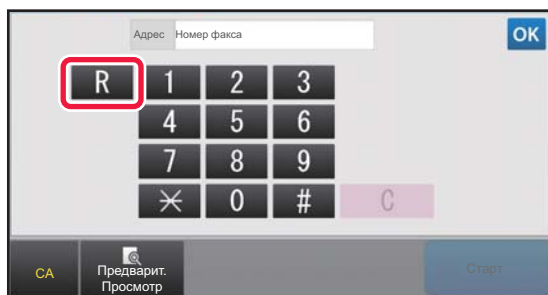 Адрес Номер факса OK
R 1 2 3
4 5 6
7 8 9
* 0 # C
CA Предварит. Просмотр Старт